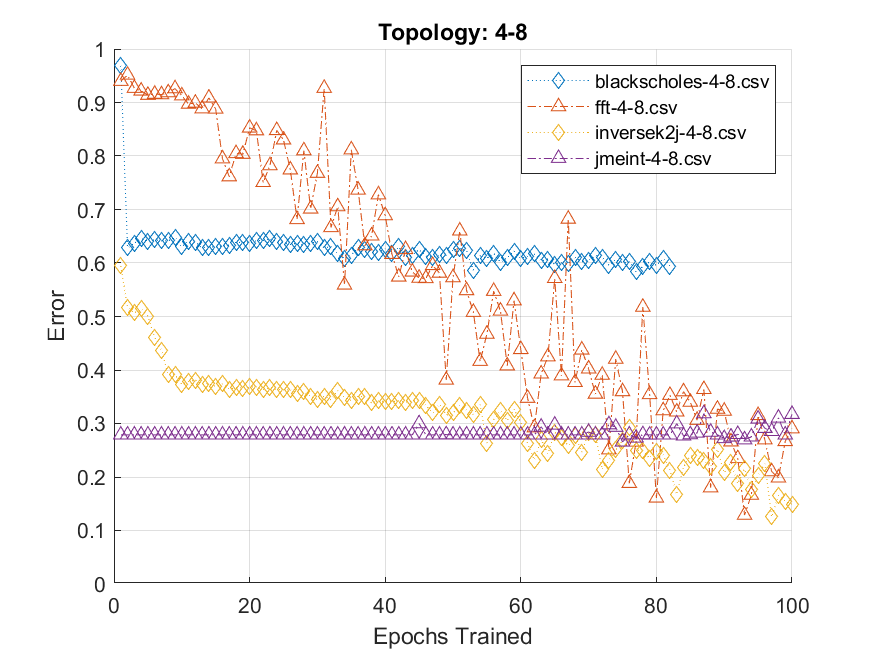 Topology: 4-8
1
0.9
0.8
0.7
0.6
0.5
0.4
0.3
0.2
0.1
0
Error
blackscholes-4-8.csv
fft-4-8.csv
inversek2j-4-8.csv
jmeint-4-8.csv
0 20 40 60 80 100
Epochs Trained